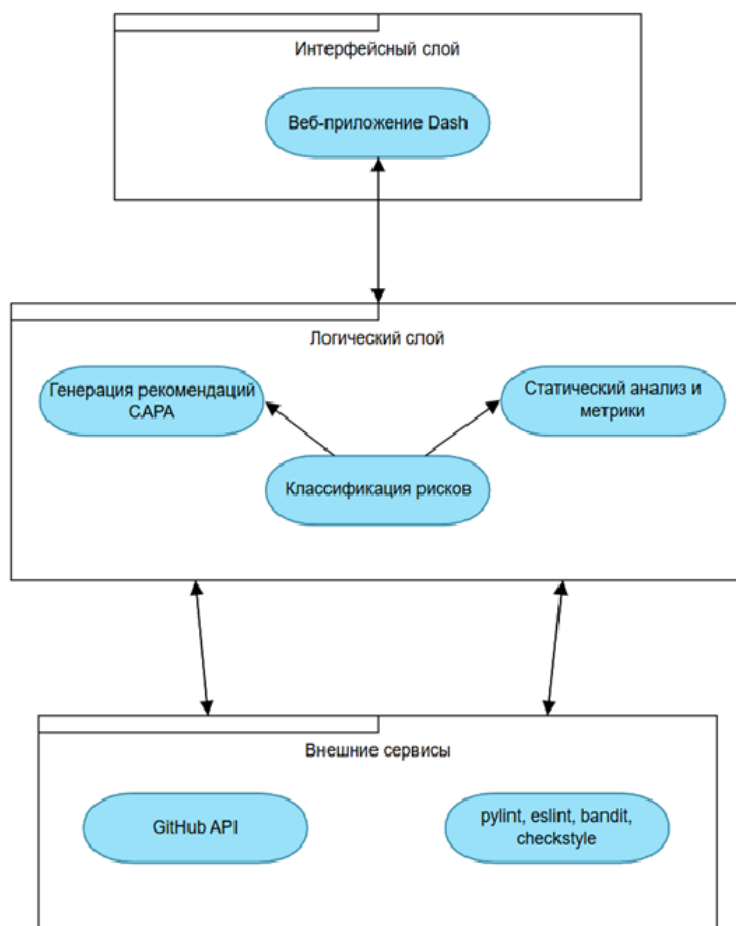 Интерфейсный слой
Веб-приложение Dash
Логический слой
Генерация рекомендаций
CAPA
Статический анализ и
метрики
Классификация рисков
Внешние сервисы
GitHub API
pylint, eslint, bandit,
checkstyle